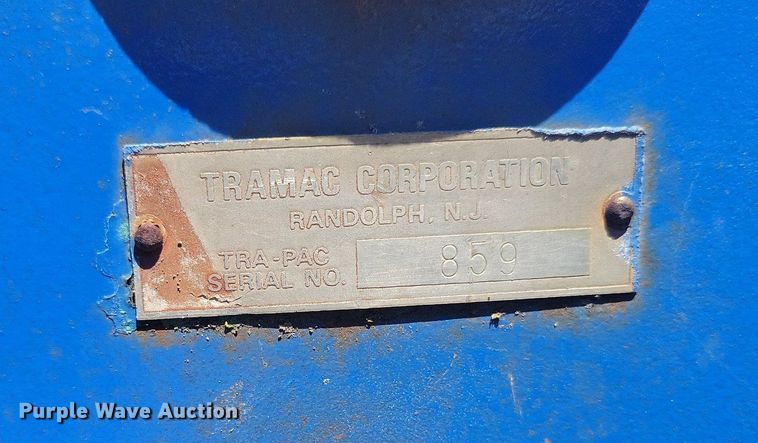 TRAMAC CORPORATION
RANDOLPH, N.J.
TRA-PAC
SERIAL NO. 859
Purple Wave Auction